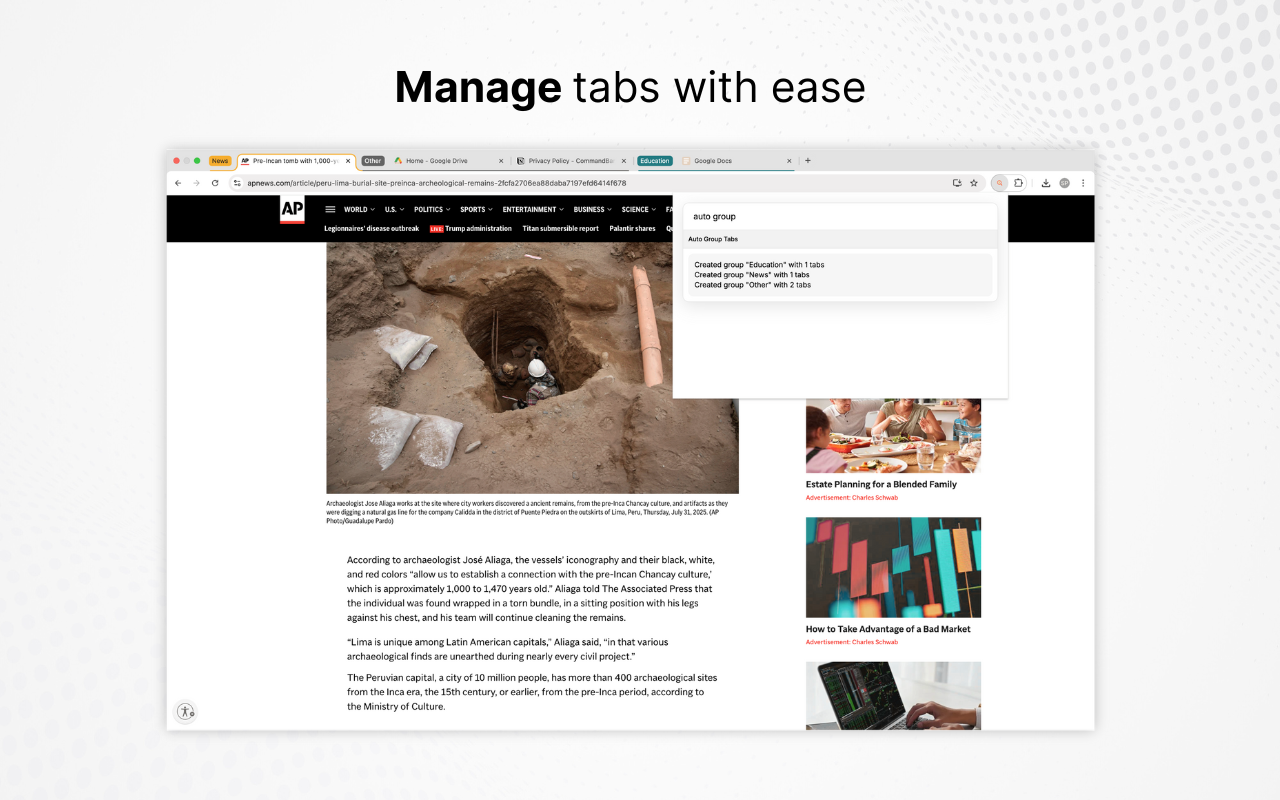 Manage tabs with ease
News
AP Pre-Incan tomb with 1,000-y
Other
Home - Google Drive
Privacy Policy - CommandBa
Education
Google Docs
apnews.com/article/peru-lima-burial-site-preinca-archeological-remains-2fcfa2706ea88daba7197efd6414f678
AP
WORLD U.S. POLITICS SPORTS ENTERTAINMENT BUSINESS SCIENCE FA
Legionnaires' disease outbreak LIVE: Trump administration Titan submersible report Palantir shares Qu
auto group
Auto Group Tabs
Created group "Education" with 1 tabs
Created group "News" with 1 tabs
Created group "Other" with 2 tabs
Archaeologist Jose Aliaga works at the site where city workers discovered a ancient remains, from the pre-Inca Chancay culture, and artifacts as they
were digging a natural gas line for the company Calidda in the district of Puente Piedra on the outskirts of Lima, Peru, Thursday, July 31, 2025. (AP
Photo/Guadalupe Pardo)
According to archaeologist José Aliaga, the vessels' iconography and their black, white,
and red colors “allow us to establish a connection with the pre-Incan Chancay culture,’
which is approximately 1,000 to 1,470 years old.” Aliaga told The Associated Press that
the individual was found wrapped in a torn bundle, in a sitting position with his legs
against his chest, and his team will continue cleaning the remains.
“Lima is unique among Latin American capitals,” Aliaga said, “in that various
archaeological finds are unearthed during nearly every civil project.”
The Peruvian capital, a city of 10 million people, has more than 400 archaeological sites
from the Inca era, the 15th century, or earlier, from the pre-Inca period, according to
the Ministry of Culture.
Estate Planning for a Blended Family
Advertisement: Charles Schwab
How to Take Advantage of a Bad Market
Advertisement: Charles Schwab